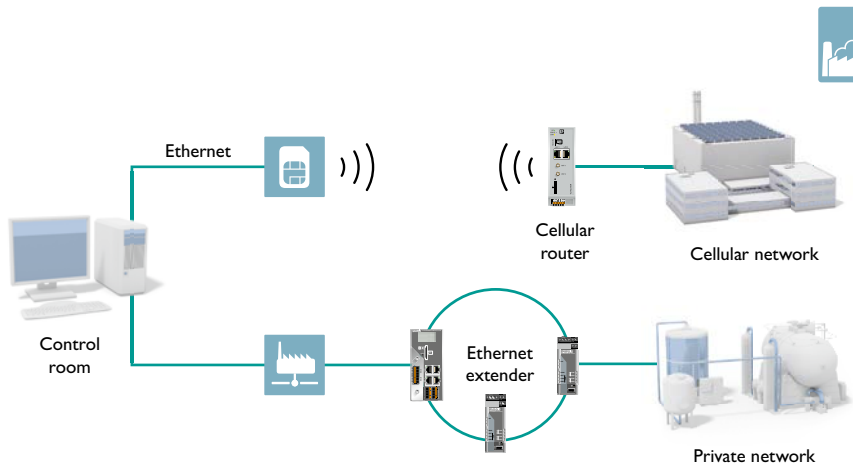 Ethernet
Cellular
router
Cellular network
Control
room
Ethernet
extender
Private network